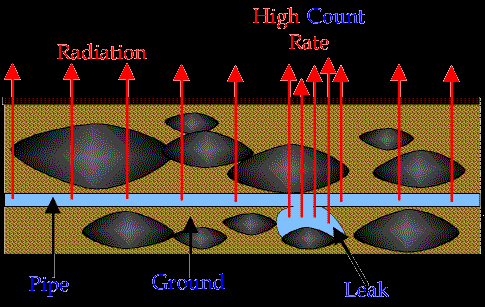 High Count
Rate
Radiation
Pipe
Ground
Leak